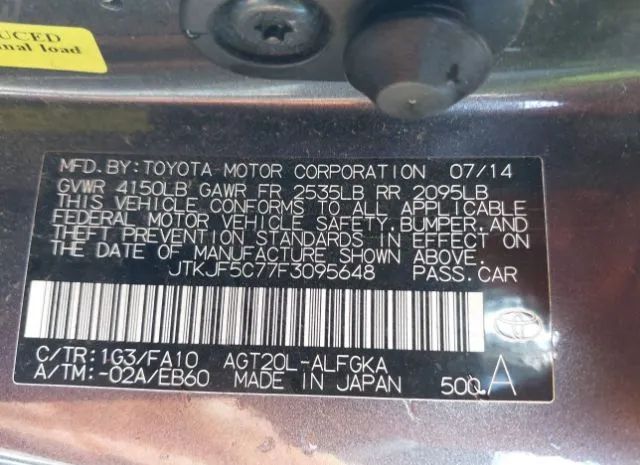 UCED
nal load
MFD. BY:TOYOTA MOTOR CORPORATION 07/14
GVWR 4150LB GAWR FR 2535LB RR 2095LB
THIS VEHICLE CONFORMS TO ALL APPLICABLE
FEDERAL MOTOR VEHICLE SAFETY, BUMPER, AND
THEFT PREVENTION STANDARDS IN EFFECT ON
THE DATE OF MANUFACTURE SHOWN ABOVE.
JTKJF5C77F3095648 PASS.CAR
C/TR:1G3/FA10 AGT20L-ALFGKA
A/TM:-02A/EB60 MADE IN JAPAN 500 A